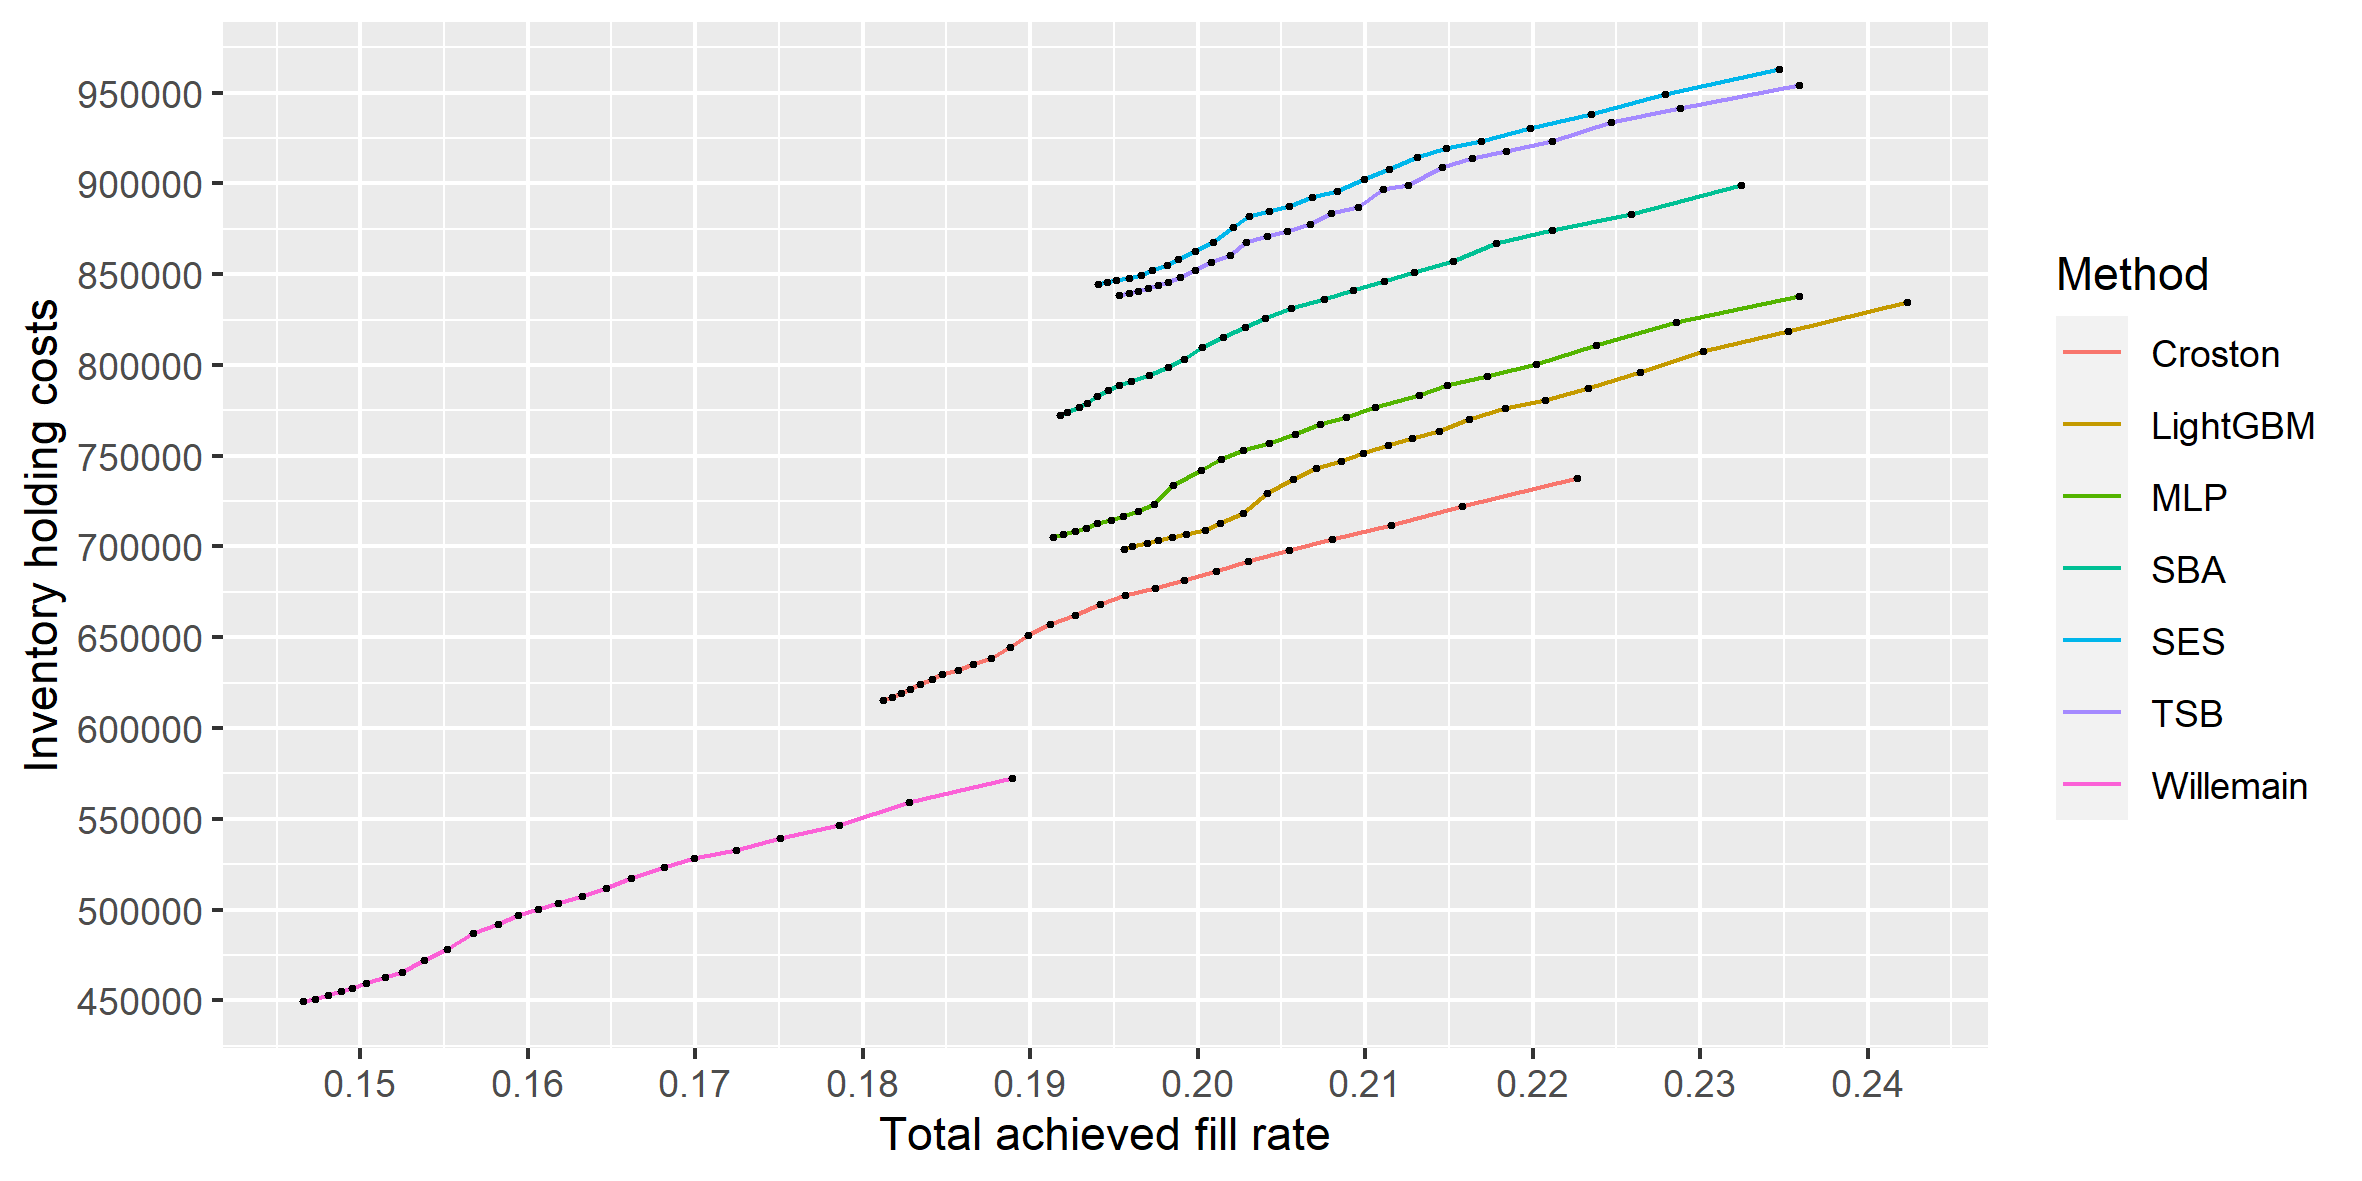 Inventory holding costs
950000
900000
850000
800000
750000
700000
650000
600000
550000
500000
450000
0.15 0.16 0.17 0.18 0.19 0.20 0.21 0.22 0.23 0.24
Total achieved fill rate
Method
Croston
LightGBM
MLP
SBA
SES
TSB
Willemain